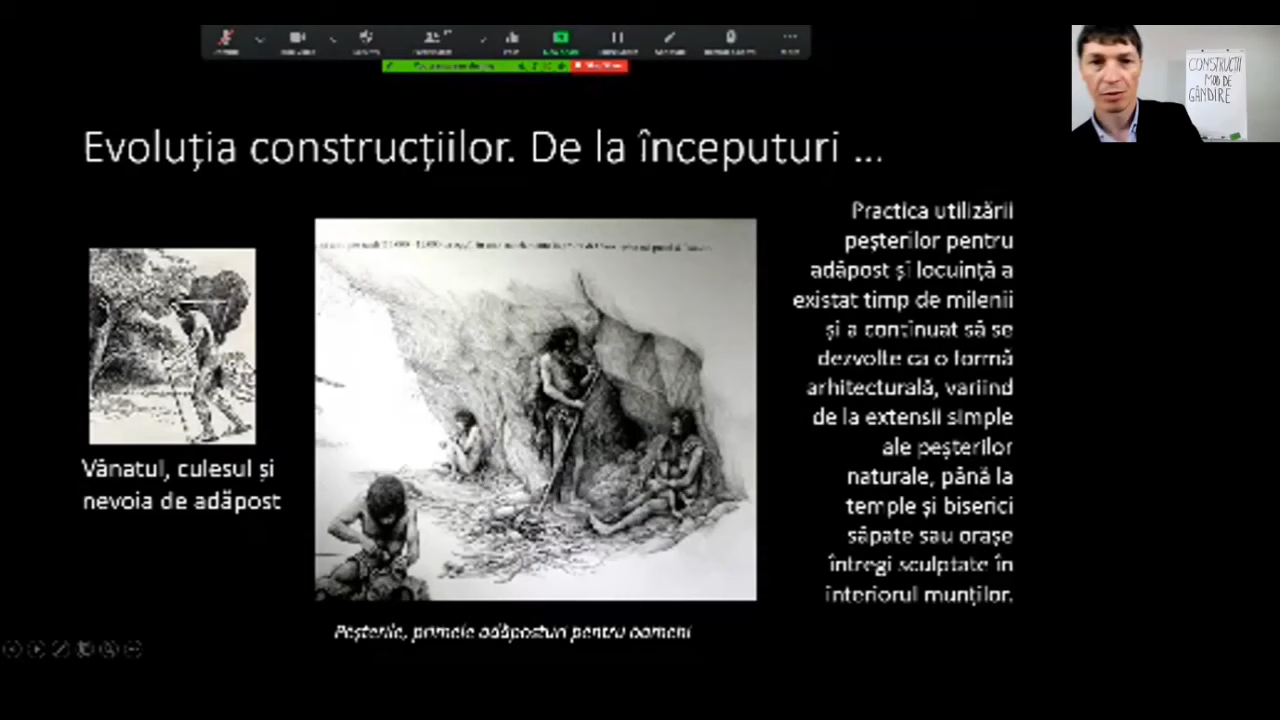 CONSTRUCȚII
MOD DE
GÂNDIRE
Evoluția construcțiilor. De la începuturi ...
Practica utilizării
peșterilor pentru
adăpost și locuință a
existat timp de milenii
și a continuat să se
dezvolte ca o formă
arhitecturală, variind
de la extensii simple
ale peșterilor
naturale, până la
temple și biserici
săpate sau orașe
întregi sculptate în
interiorul munților.
Vânatul, culesul și
nevoia de adăpost
Peșterile, primele adăposturi pentru oameni